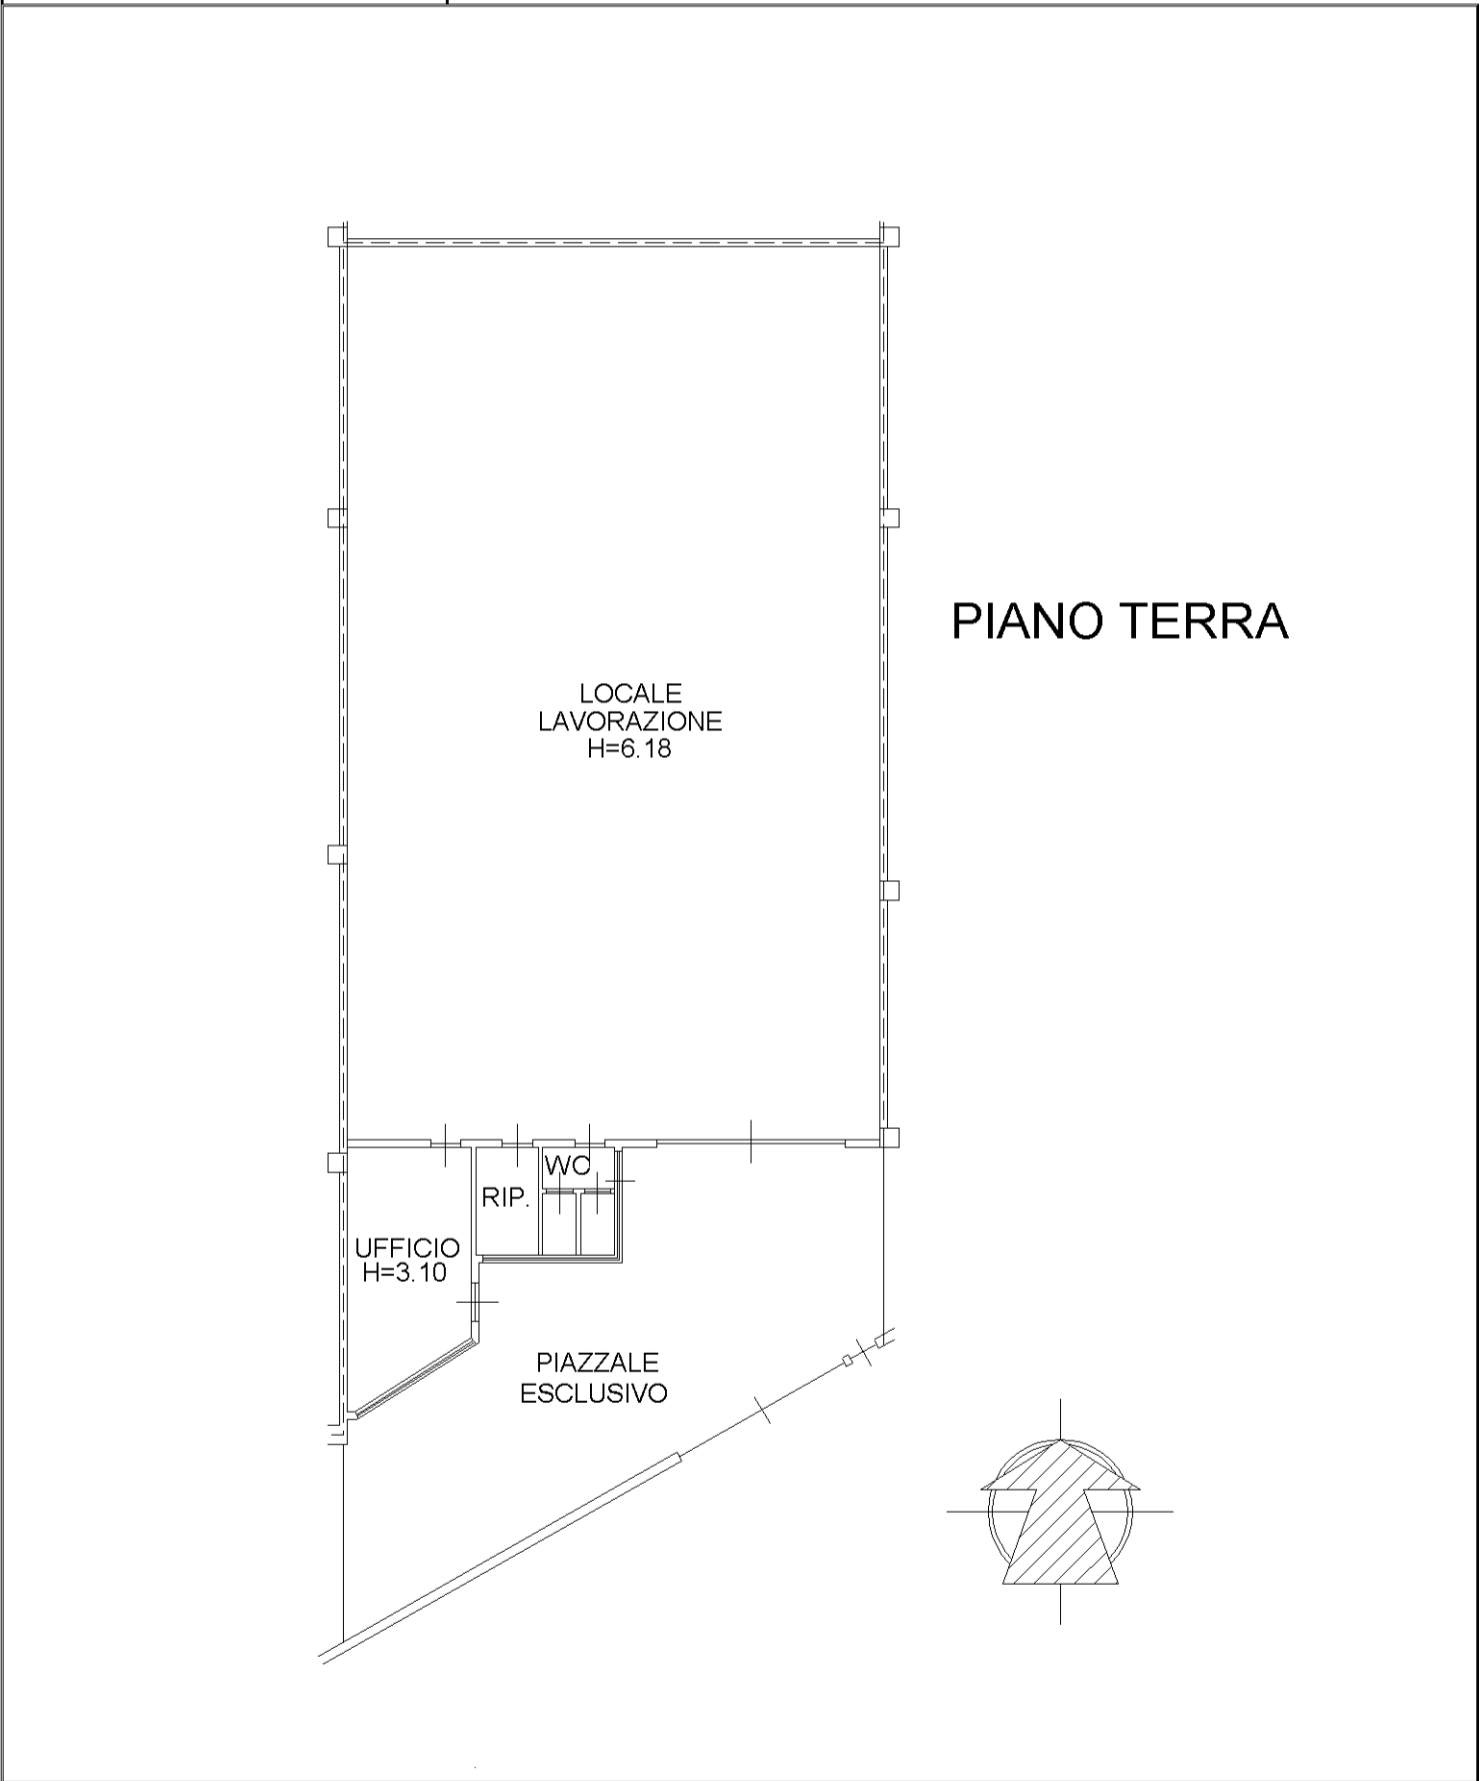 PIANO TERRA
LOCALE
LAVORAZIONE
H=6.18
WC
RIP.
UFFICIO
H=3.10
PIAZZALE
ESCLUSIVO